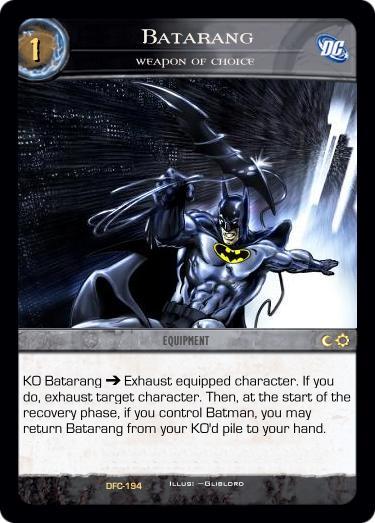 1
Batarang
DC
weapon of choice
EQUIPMENT
KO Batarang ➔ Exhaust equipped character. If you
do, exhaust target character. Then, at the start of the
recovery phase, if you control Batman, you may
return Batarang from your KO'd pile to your hand.
DFC-194 Illus: ~Gliblord